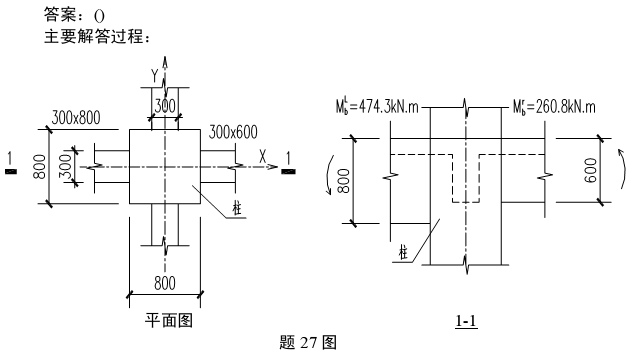 答案：()
主要解答过程：
Y
300
300x800
300x600
X
1
1
800
300
柱
800
平面图
M_b^l=474.3kN.m
M_b^r=260.8kN.m
800
600
柱
1-1
题 27 图